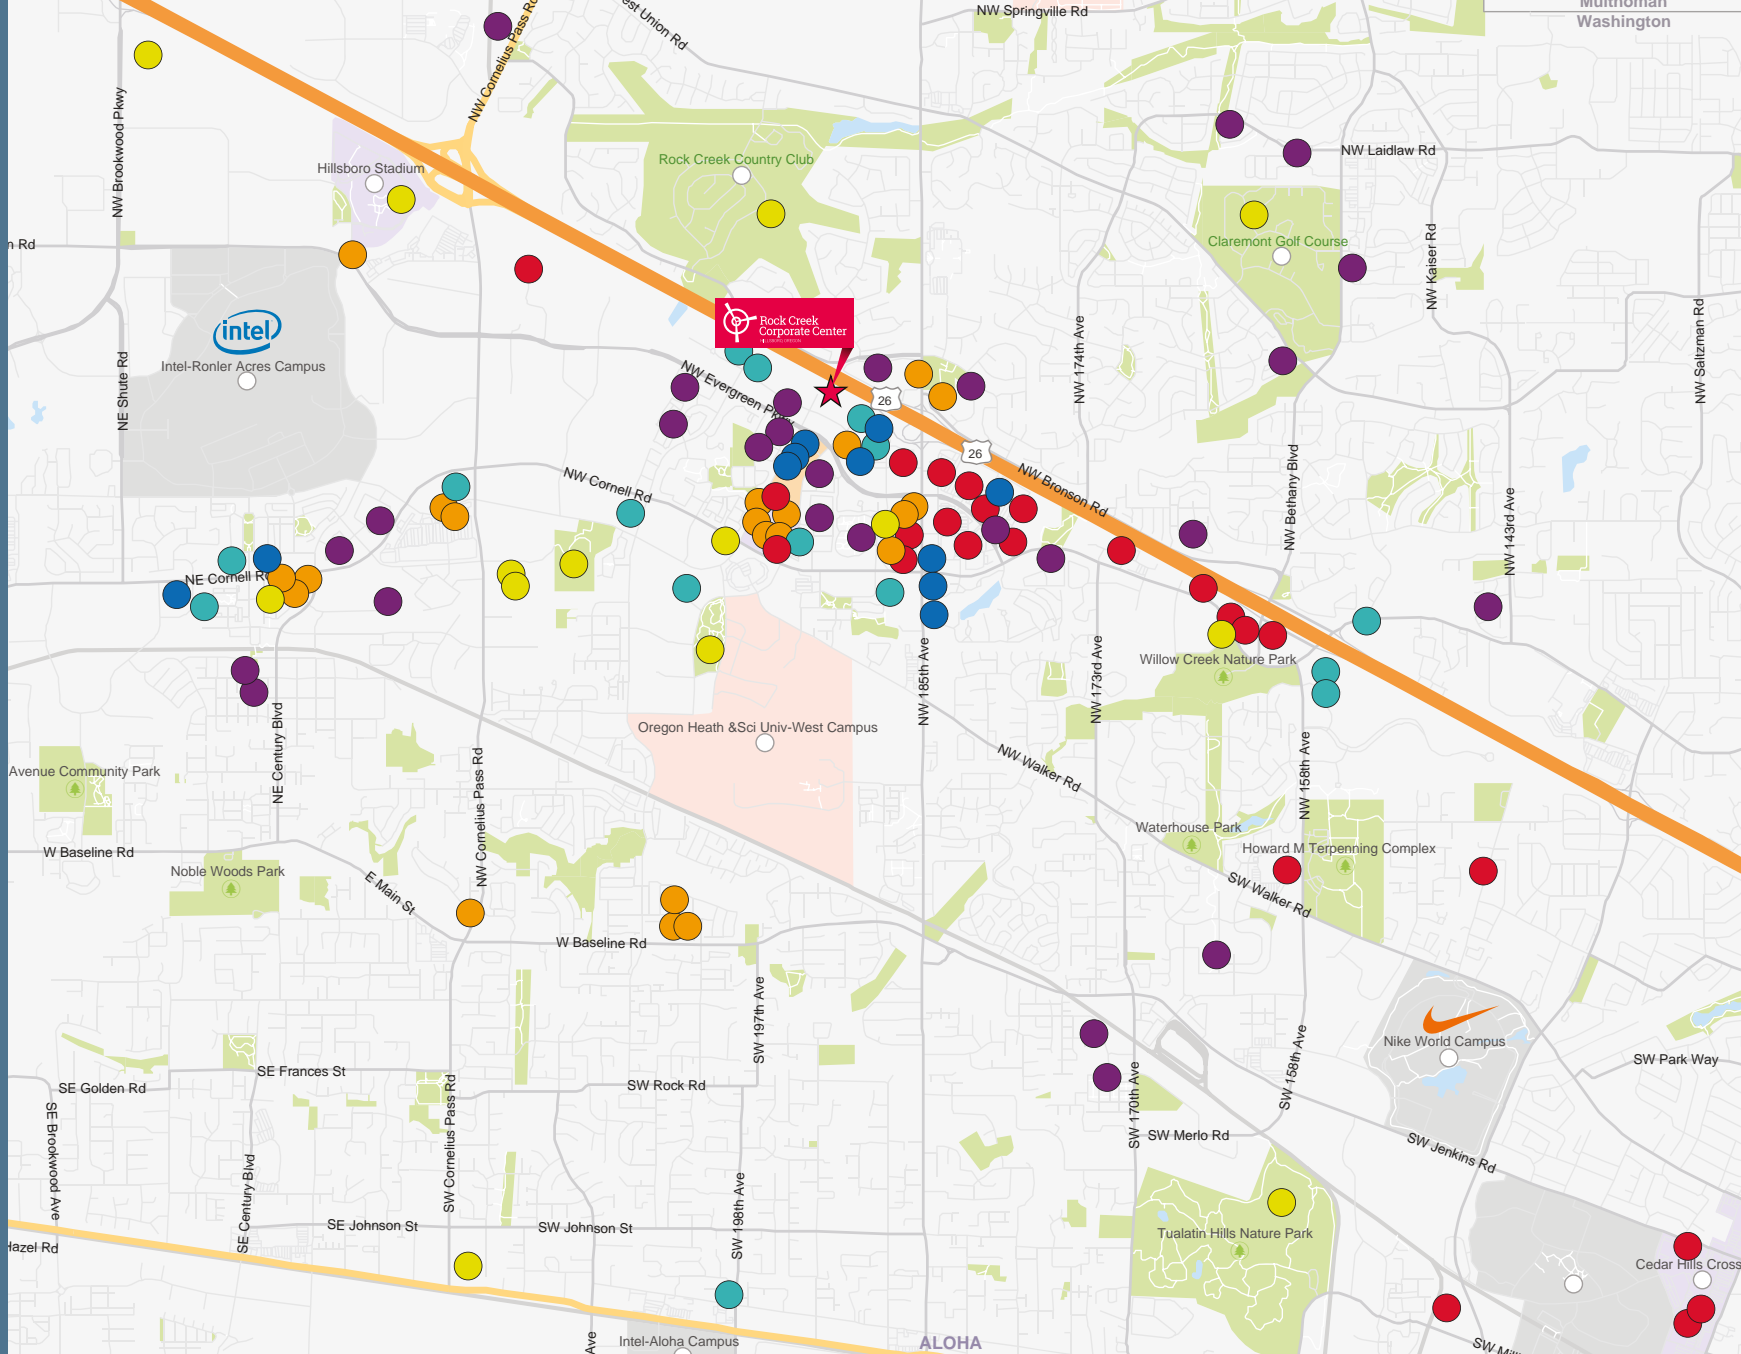 NW Springville Rd
Multnomah
Washington
NW Cornelius Pass Rd
est Union Rd
NW Brookwood Pkwy
NW Laidlaw Rd
Rock Creek Country Club
Hillsboro Stadium
n Rd
Claremont Golf Course
NW Kaiser Rd
intel
Rock Creek
Corporate Center
HILLSBORO OREGON
NW 174th Ave
NW Saltzman Rd
Intel-Ronler Acres Campus
NE Shute Rd
NW Evergreen Pkwy
26
26
NW Bronson Rd
NW Cornell Rd
NW Bethany Blvd
NW 143rd Ave
NE Cornell Rd
Willow Creek Nature Park
NW 185th Ave
NW 173rd Ave
NE Century Blvd
Oregon Heath &Sci Univ-West Campus
NW Walker Rd
NW 158th Ave
Avenue Community Park
NW Cornelius Pass Rd
Waterhouse Park
Howard M Terpenning Complex
W Baseline Rd
Noble Woods Park
E Main St
SW Walker Rd
W Baseline Rd
SW 197th Ave
Nike World Campus
SW 158th Ave
SW Park Way
SE Frances St
SE Golden Rd
SW Rock Rd
SW 170th Ave
SE Brookwood Ave
SW Cornelius Pass Rd
SW Merlo Rd
SW Jenkins Rd
SE Century Blvd
SW 198th Ave
SE Johnson St
SW Johnson St
Tualatin Hills Nature Park
Hazel Rd
Cedar Hills Cross
Intel-Aloha Campus
Ave
ALOHA